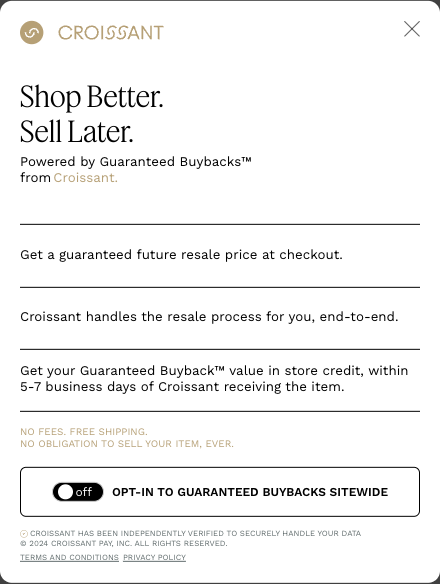 CROISSANT
Shop Better.
Sell Later.
Powered by Guaranteed Buybacks™
from Croissant.
Get a guaranteed future resale price at checkout.
Croissant handles the resale process for you, end-to-end.
Get your Guaranteed Buyback™ value in store credit, within
5-7 business days of Croissant receiving the item.
NO FEES. FREE SHIPPING.
NO OBLIGATION TO SELL YOUR ITEM, EVER.
off OPT-IN TO GUARANTEED BUYBACKS SITEWIDE
CROISSANT HAS BEEN INDEPENDENTLY VERIFIED TO SECURELY HANDLE YOUR DATA
© 2024 CROISSANT PAY, INC. ALL RIGHTS RESERVED.
TERMS AND CONDITIONS PRIVACY POLICY